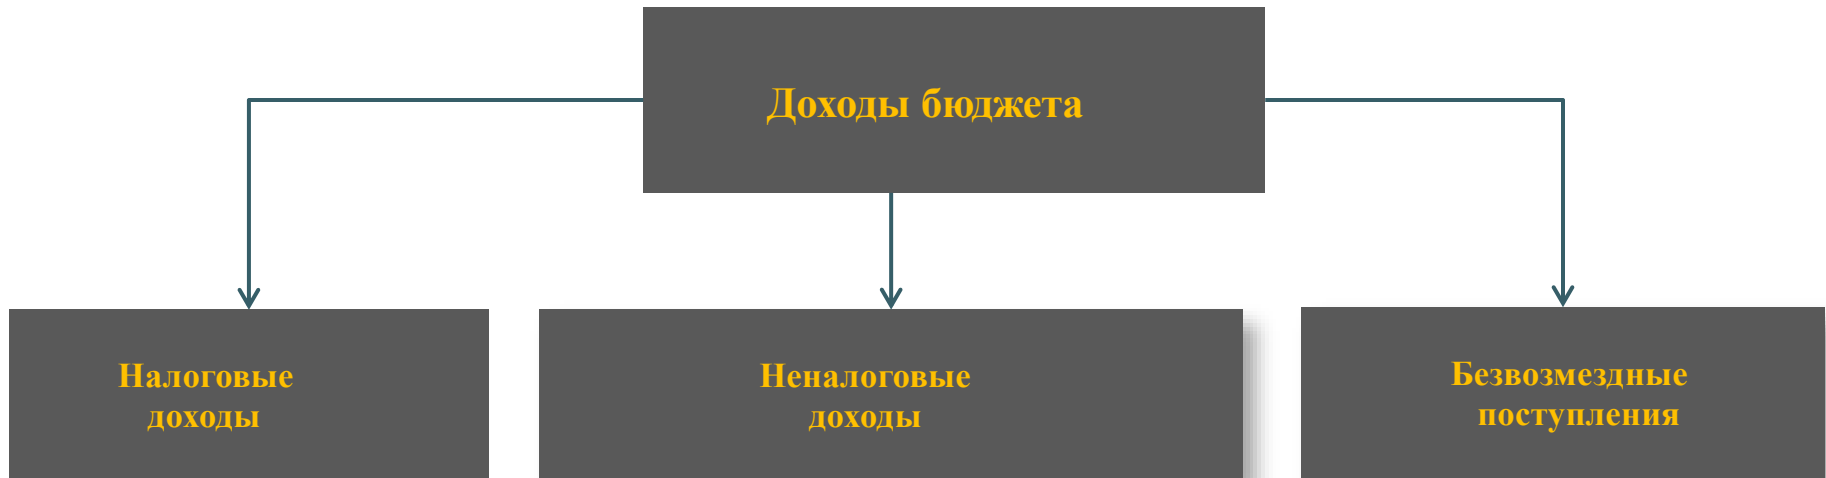 Доходы бюджета
Налоговые
доходы
Неналоговые
доходы
Безвозмездные
поступления